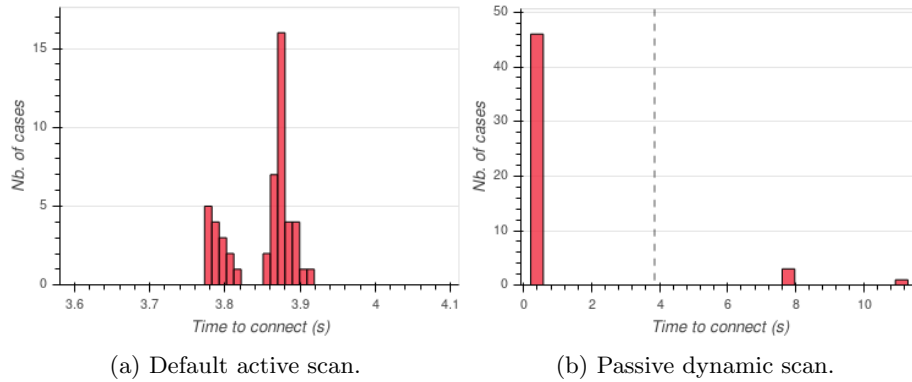 15
10
5
0
Nb. of cases
3.6 3.7 3.8 3.9 4 4.1
Time to connect (s)
(a) Default active scan.
50
40
30
20
10
0
Nb. of cases
0 2 4 6 8 10
Time to connect (s)
(b) Passive dynamic scan.